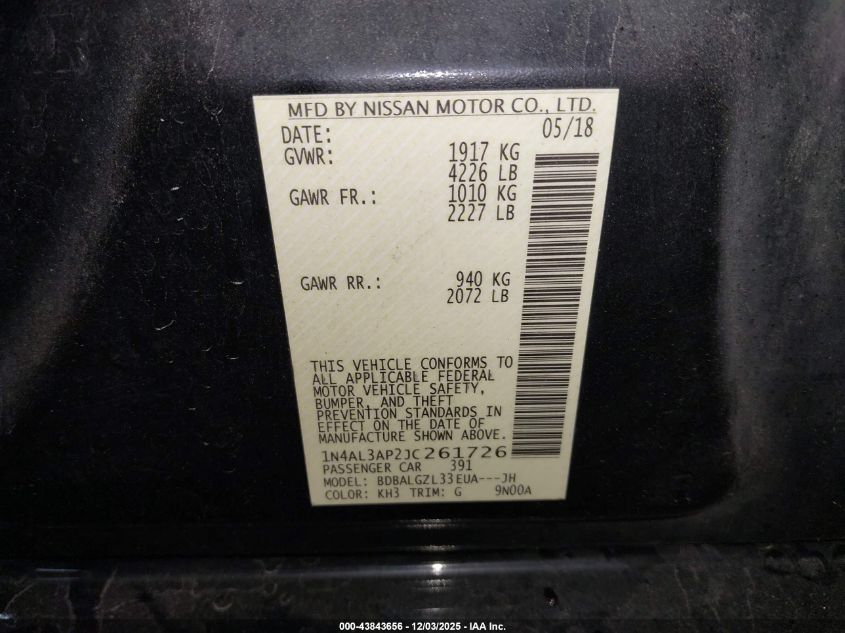 MFD BY NISSAN MOTOR CO., LTD.
DATE: 05/18
GVWR: 1917 KG
4226 LB
GAWR FR.: 1010 KG
2227 LB
GAWR RR.: 940 KG
2072 LB
THIS VEHICLE CONFORMS TO
ALL APPLICABLE FEDERAL
MOTOR VEHICLE SAFETY,
BUMPER, AND THEFT
PREVENTION STANDARDS IN
EFFECT ON THE DATE OF
MANUFACTURE SHOWN ABOVE.
1N4AL3AP2JC261726
PASSENGER CAR 391
MODEL: BDBALGZL33EUA---JH
COLOR: KH3 TRIM: G 9N00A
000-43843656 - 12/03/2025 - IAA Inc.